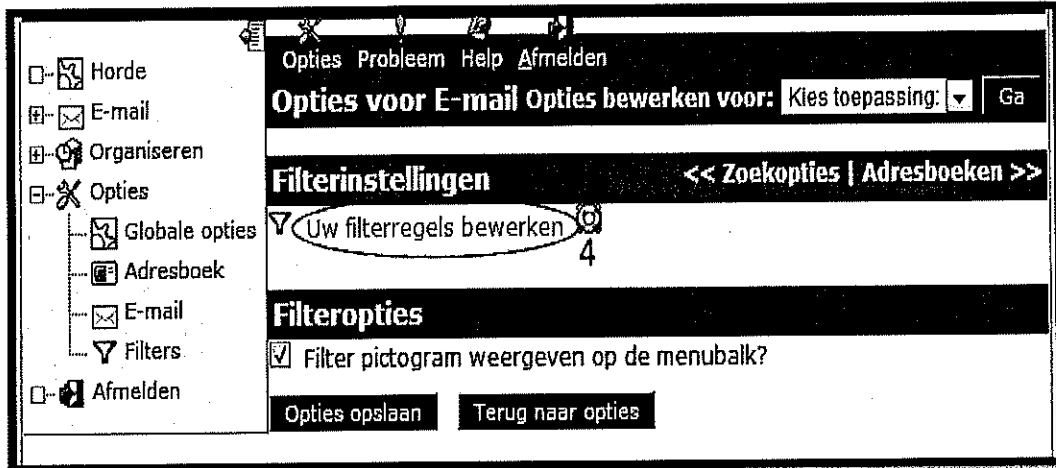 Horde
E-mail
Organiseren
Opties
Globale opties
Adresboek
E-mail
Filters
Afmelden
Opties Probleem Help Afmelden
Opties voor E-mail Opties bewerken voor: Kies toepassing: Ga
Filterinstellingen << Zoekopties | Adresboeken >>
Uw filterregels bewerken
4
Filteropties
Filter pictogram weergeven op de menubalk?
Opties opslaan Terug naar opties